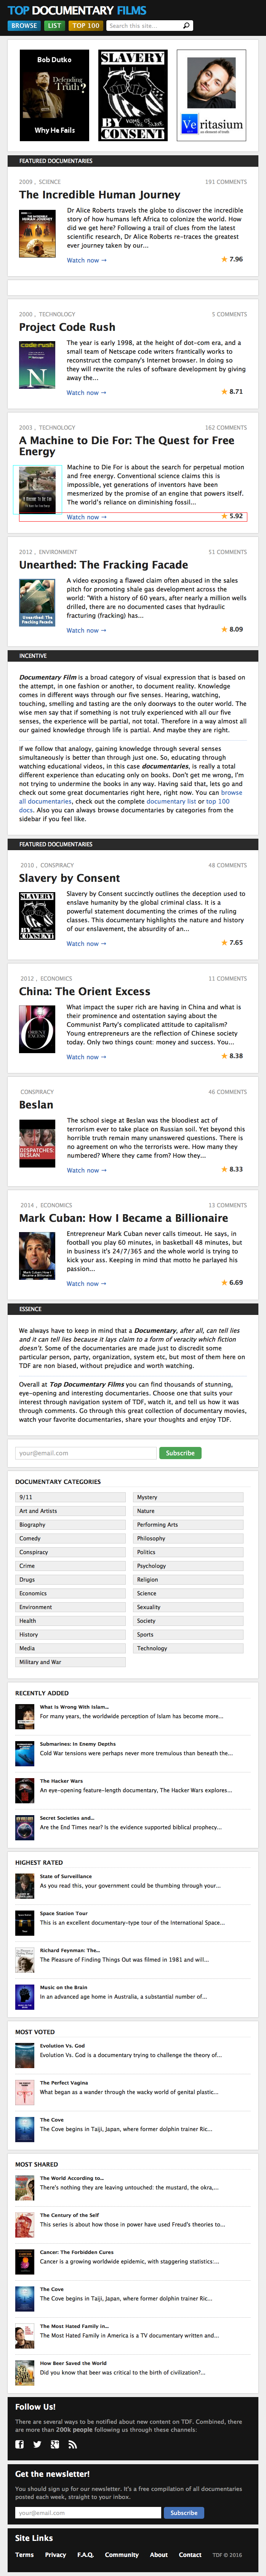 TOP DOCUMENTARY FILMS
BROWSE LIST TOP 100 Search this site...
Bob Dutko
Defending
Truth?
Why He Fails
SLAVERY
BY
CONSENT
Ve ritasium
an element of truth
FEATURED DOCUMENTARIES
2009 , SCIENCE 191 COMMENTS
The Incredible Human Journey
Dr Alice Roberts travels the globe to discover the incredible
story of how humans left Africa to colonize the world. How
did we get here? Following a trail of clues from the latest
scientific research, Dr Alice Roberts re-traces the greatest
ever journey taken by our...
Watch now → 7.96
2000 , TECHNOLOGY 5 COMMENTS
Project Code Rush
The year is early 1998, at the height of dot-com era, and a
small team of Netscape code writers frantically works to
reconstruct the company's Internet browser. In doing so
they will rewrite the rules of software development by giving
away the...
Watch now → 8.71
2003 , TECHNOLOGY 162 COMMENTS
A Machine to Die For: The Quest for Free
Energy
Machine to Die For is about the search for perpetual motion
and free energy. Conventional science claims this is
impossible, yet generations of inventors have been
mesmerized by the promise of an engine that powers itself.
The world's reliance on diminishing fossil...
Watch now → 5.92
2012 , ENVIRONMENT 51 COMMENTS
Unearthed: The Fracking Facade
A video exposing a flawed claim often abused in the sales
pitch for promoting shale gas development across the
world: "With a history of 60 years, after nearly a million wells
drilled, there are no documented cases that hydraulic
fracturing (fracking) has...
Watch now → 8.09
INCENTIVE
Documentary Film is a broad category of visual expression that is based on
the attempt, in one fashion or another, to document reality. Knowledge
comes in different ways through our five senses. Hearing, watching,
touching, smelling and tasting are the only doorways to the outer world. The
wise men say that if something is not truly experienced with all our five
senses, the experience will be partial, not total. Therefore in a way almost all
our gained knowledge through life is partial. And maybe they are right.
If we follow that analogy, gaining knowledge through several senses
simultaneously is better than through just one. So, educating through
watching educational videos, in this case documentaries, is really a total
different experience than educating only on books. Don't get me wrong, I'm
not trying to undermine the books in any way. Having said that, lets go and
check out some great documentaries right here, right now. You can browse
all documentaries, check out the complete documentary list or top 100
docs. Also you can always browse documentaries by categories from the
sidebar if you feel like.
FEATURED DOCUMENTARIES
2010 , CONSPIRACY 48 COMMENTS
Slavery by Consent
Slavery by Consent succinctly outlines the deception used to
enslave humanity by the global criminal class. It is a
powerful statement documenting the crimes of the ruling
classes. This documentary highlights the nature and history
of our enslavement, the absurdity of an...
Watch now → 7.65
2012 , ECONOMICS 11 COMMENTS
China: The Orient Excess
What impact the super rich are having in China and what is
their prominence and ostentation saying about the
Communist Party's complicated attitude to capitalism?
Young entrepreneurs are the reflection of Chinese society
today. Only two things count: money and success. You...
Watch now → 8.38
CONSPIRACY 46 COMMENTS
Beslan
The school siege at Beslan was the bloodiest act of
terrorism ever to take place on Russian soil. Yet beyond this
horrible truth remain many unanswered questions. There is
no agreement on who the terrorists were. How many they
numbered? Where they came from? How they...
Watch now → 8.33
2014 , ECONOMICS 13 COMMENTS
Mark Cuban: How I Became a Billionaire
Entrepreneur Mark Cuban never calls timeout. He says, in
football you play 60 minutes, in basketball 48 minutes, but
in business it's 24/7/365 and the whole world is trying to
kick your ass. Keeping in mind that motto he parlayed his
passion...
Watch now → 6.69
ESSENCE
We always have to keep in mind that a Documentary, after all, can tell lies
and it can tell lies because it lays claim to a form of veracity which fiction
doesn't. Some of the documentaries are made just to discredit some
particular person, party, organization, system etc, but most of them here on
TDF are non biased, without prejudice and worth watching.
Overall at Top Documentary Films you can find thousands of stunning,
eye-opening and interesting documentaries. Choose one that suits your
interest through navigation system of TDF, watch it, and tell us how it was
through comments. Go through this great collection of documentary movies,
watch your favorite documentaries, share your thoughts and enjoy TDF.
your@email.com Subscribe
DOCUMENTARY CATEGORIES
9/11 Mystery
Art and Artists Nature
Biography Performing Arts
Comedy Philosophy
Conspiracy Politics
Crime Psychology
Drugs Religion
Economics Science
Environment Sexuality
Health Society
History Sports
Media Technology
Military and War
RECENTLY ADDED
What Is Wrong With Islam...
For many years, the worldwide perception of Islam has become more...
Submarines: In Enemy Depths
Cold War tensions were perhaps never more tremulous than beneath the...
The Hacker Wars
An eye-opening feature-length documentary, The Hacker Wars explores...
Secret Societies and...
Are the End Times near? Is the evidence supported biblical prophecy...
HIGHEST RATED
State of Surveillance
As you read this, your government could be thumbing through your...
Space Station Tour
This is an excellent documentary-type tour of the International Space...
Richard Feynman: The...
The Pleasure of Finding Things Out was filmed in 1981 and will...
Music on the Brain
In an advanced age home in Australia, a substantial number of...
MOST VOTED
Evolution Vs. God
Evolution Vs. God is a documentary trying to challenge the theory of...
The Perfect Vagina
What began as a wander through the wacky world of genital plastic...
The Cove
The Cove begins in Taiji, Japan, where former dolphin trainer Ric...
MOST SHARED
The World According to...
There's nothing they are leaving untouched: the mustard, the okra,...
The Century of the Self
This series is about how those in power have used Freud's theories to...
Cancer: The Forbidden Cures
Cancer is a growing worldwide epidemic, with staggering statistics:...
The Cove
The Cove begins in Taiji, Japan, where former dolphin trainer Ric...
The Most Hated Family in...
The Most Hated Family in America is a TV documentary written and...
How Beer Saved the World
Did you know that beer was critical to the birth of civilization?...
Follow Us!
There are several ways to be notified about new content on TDF. Combined, there
are more than 200k people following us through these channels:
Get the newsletter!
You should sign up for our newsletter. It's a free compilation of all documentaries
posted each week, straight to your inbox.
your@email.com Subscribe
Site Links
Terms Privacy F.A.Q. Community About Contact TDF © 2016